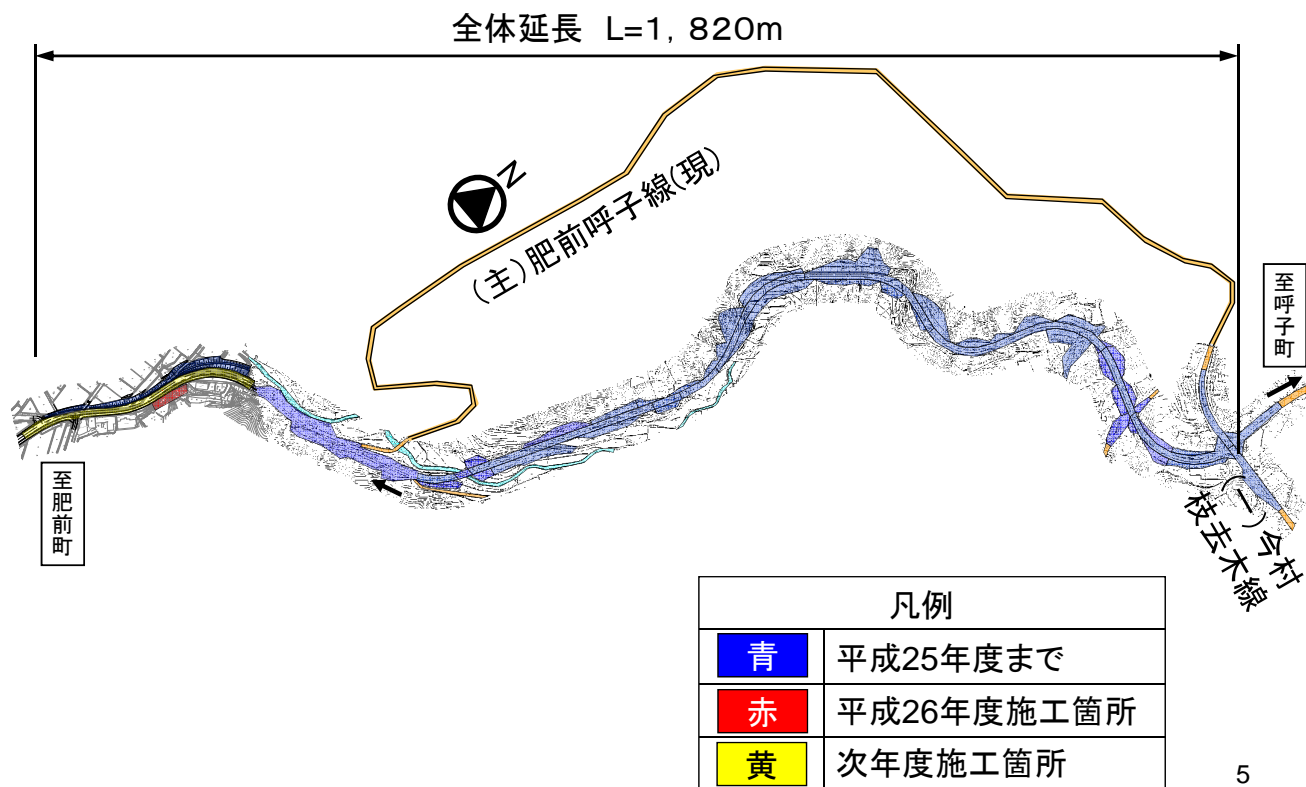 全体延長 L=1,820m
N
(主)肥前呼子線(現)
至呼子町
至肥前町
(一)今村
枝去木線
凡例
青 平成25年度まで
赤 平成26年度施工箇所
黄 次年度施工箇所
5